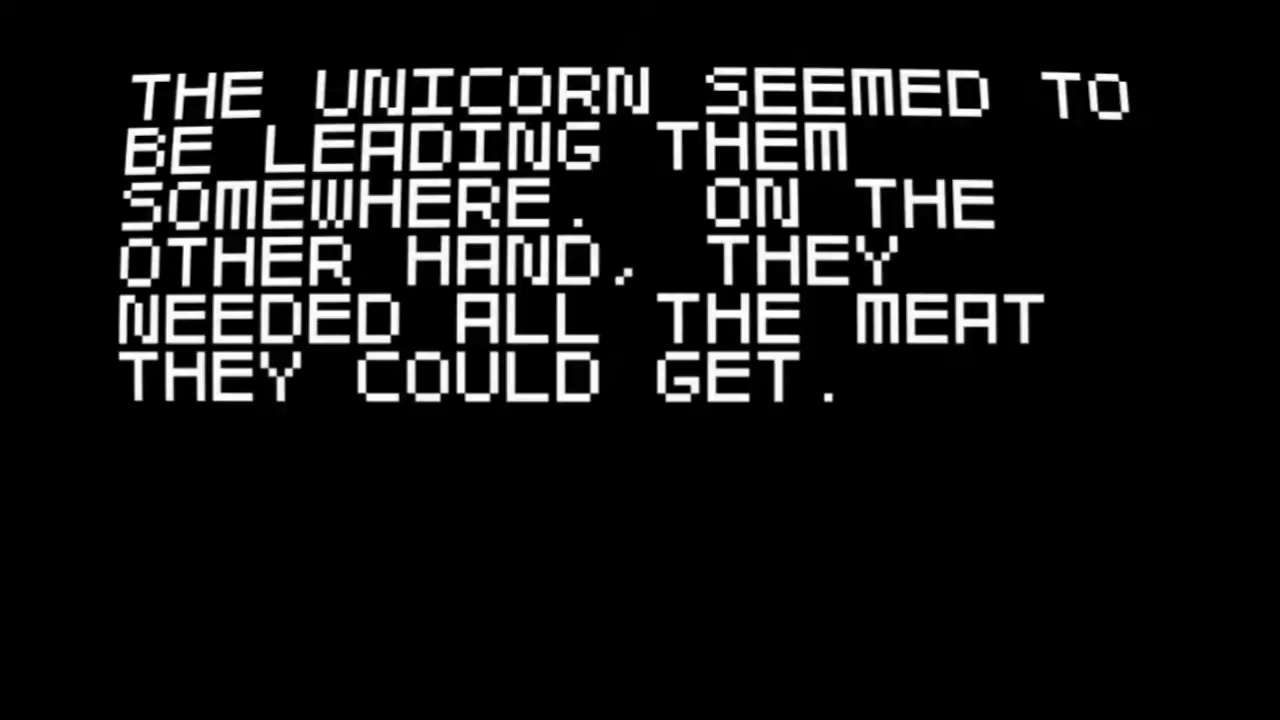 THE UNICORN SEEMED TO
BE LEADING THEM
SOMEWHERE.  ON THE
OTHER HAND, THEY
NEEDED ALL THE MEAT
THEY COULD GET.